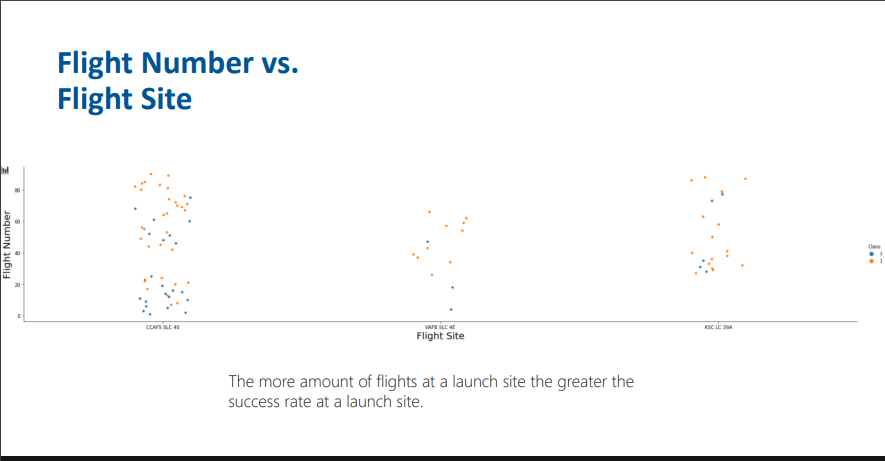 Flight Number vs.
Flight Site
80
60
40
20
0
Flight Number
CCAFS SLC 40
VAFB SLC 4E
KSC LC 39A
Flight Site
Class
The more amount of flights at a launch site the greater the
success rate at a launch site.